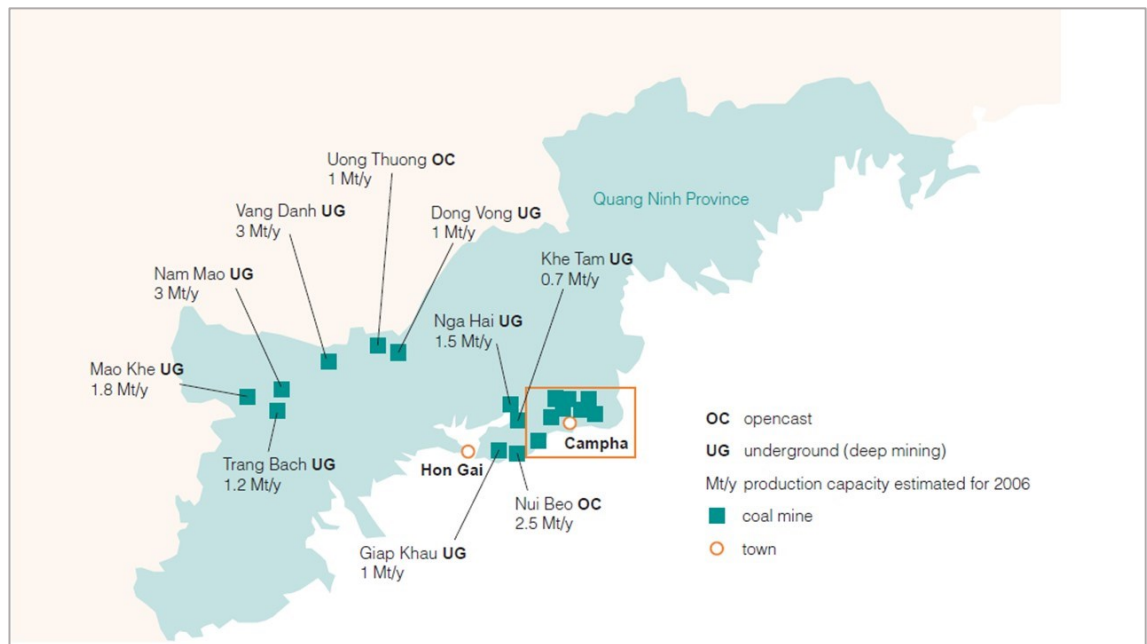 Uong Thuong OC
1 Mt/y
Vang Danh UG
3 Mt/y
Dong Vong UG
1 Mt/y
Quang Ninh Province
Nam Mao UG
3 Mt/y
Khe Tam UG
0.7 Mt/y
Nga Hai UG
1.5 Mt/y
Mao Khe UG
1.8 Mt/y
Trang Bach UG
1.2 Mt/y
Hon Gai
Campha
Nui Beo OC
2.5 Mt/y
Giap Khau UG
1 Mt/y
OC opencast
UG underground (deep mining)
Mt/y production capacity estimated for 2006
coal mine
town